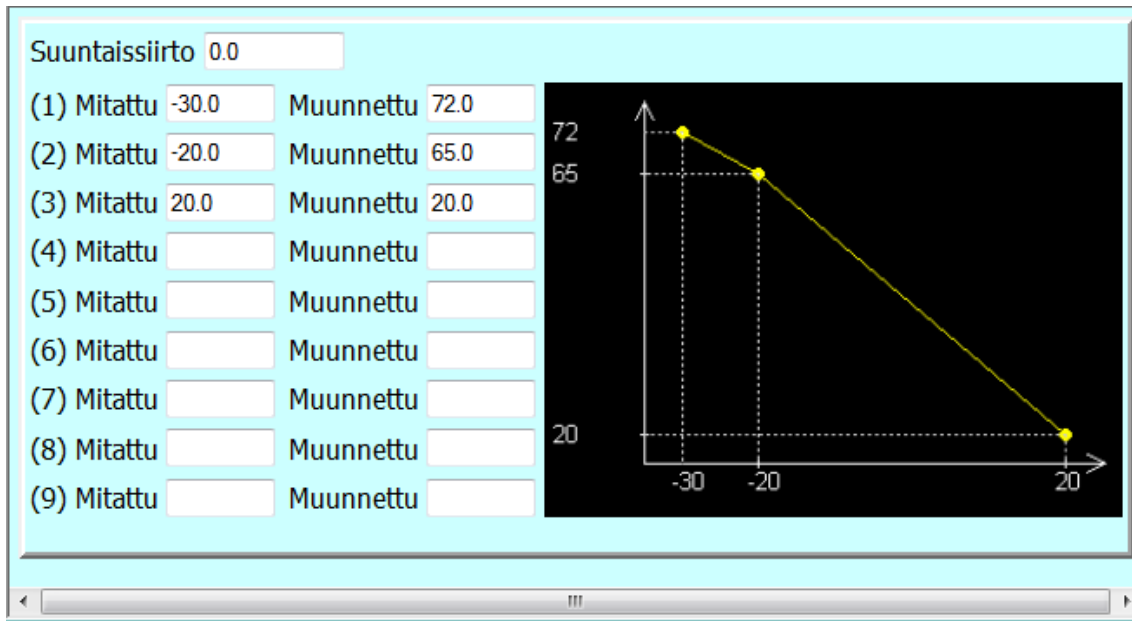 Suuntaissiirto 0.0
(1) Mitattu -30.0 Muunnettu 72.0
(2) Mitattu -20.0 Muunnettu 65.0
(3) Mitattu 20.0 Muunnettu 20.0
(4) Mitattu Muunnettu
(5) Mitattu Muunnettu
(6) Mitattu Muunnettu
(7) Mitattu Muunnettu
(8) Mitattu Muunnettu
(9) Mitattu Muunnettu
72
65
20
-30 -20 20